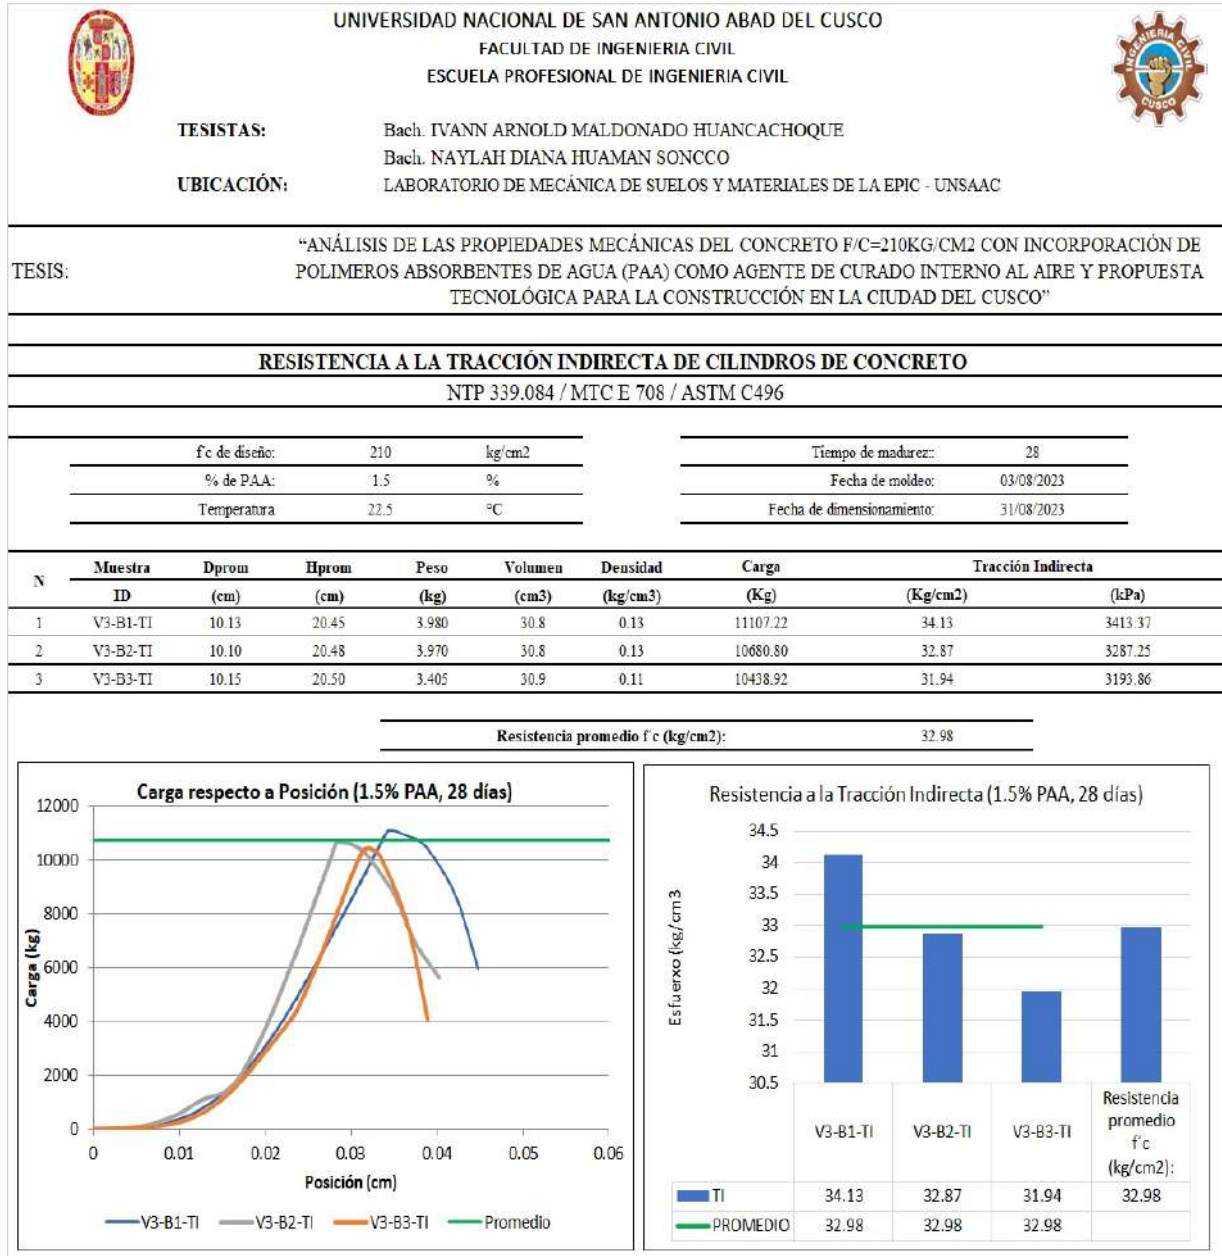 UNIVERSIDAD NACIONAL DE SAN ANTONIO ABAD DEL CUSCO
FACULTAD DE INGENIERIA CIVIL
ESCUELA PROFESIONAL DE INGENIERIA CIVIL
INGENIERIA CIVIL
CUSCO
TESISTAS: Bach. IVANN ARNOLD MALDONADO HUANCACHOQUE
Bach. NAYLAH DIANA HUAMAN SONCCO
UBICACIÓN: LABORATORIO DE MECÁNICA DE SUELOS Y MATERIALES DE LA EPIC - UNSAAC
TESIS: “ANÁLISIS DE LAS PROPIEDADES MECÁNICAS DEL CONCRETO F/C=210KG/CM2 CON INCORPORACIÓN DE
POLIMEROS ABSORBENTES DE AGUA (PAA) COMO AGENTE DE CURADO INTERNO AL AIRE Y PROPUESTA
TECNOLÓGICA PARA LA CONSTRUCCIÓN EN LA CIUDAD DEL CUSCO”
RESISTENCIA A LA TRACCIÓN INDIRECTA DE CILINDROS DE CONCRETO
NTP 339.084 / MTC E 708 / ASTM C496
f'c de diseño: 210 kg/cm2 Tiempo de madurez:: 28
% de PAA: 1.5 % Fecha de moldeo: 03/08/2023
Temperatura 22.5 °C Fecha de dimensionamiento: 31/08/2023
N Muestra Dprom Hprom Peso Volumen Densidad Carga Tracción Indirecta
ID (cm) (cm) (kg) (cm3) (kg/cm3) (Kg) (Kg/cm2) (kPa)
1 V3-B1-TI 10.13 20.45 3.980 30.8 0.13 11107.22 34.13 3413.37
2 V3-B2-TI 10.10 20.48 3.970 30.8 0.13 10680.80 32.87 3287.25
3 V3-B3-TI 10.15 20.50 3.405 30.9 0.11 10438.92 31.94 3193.86
Resistencia promedio f´c (kg/cm2): 32.98
Carga respecto a Posición (1.5% PAA, 28 días)
12000
10000
8000
6000
4000
2000
0
Carga (kg)
0 0.01 0.02 0.03 0.04 0.05 0.06
Posición (cm)
V3-B1-TI V3-B2-TI V3-B3-TI Promedio
Resistencia a la Tracción Indirecta (1.5% PAA, 28 días)
34.5
34
33.5
33
32.5
32
31.5
31
30.5
Esfuerxo (kg/cm3
V3-B1-TI V3-B2-TI V3-B3-TI
Resistencia
promedio
f´c
(kg/cm2):
TI 34.13 32.87 31.94 32.98
PROMEDIO 32.98 32.98 32.98